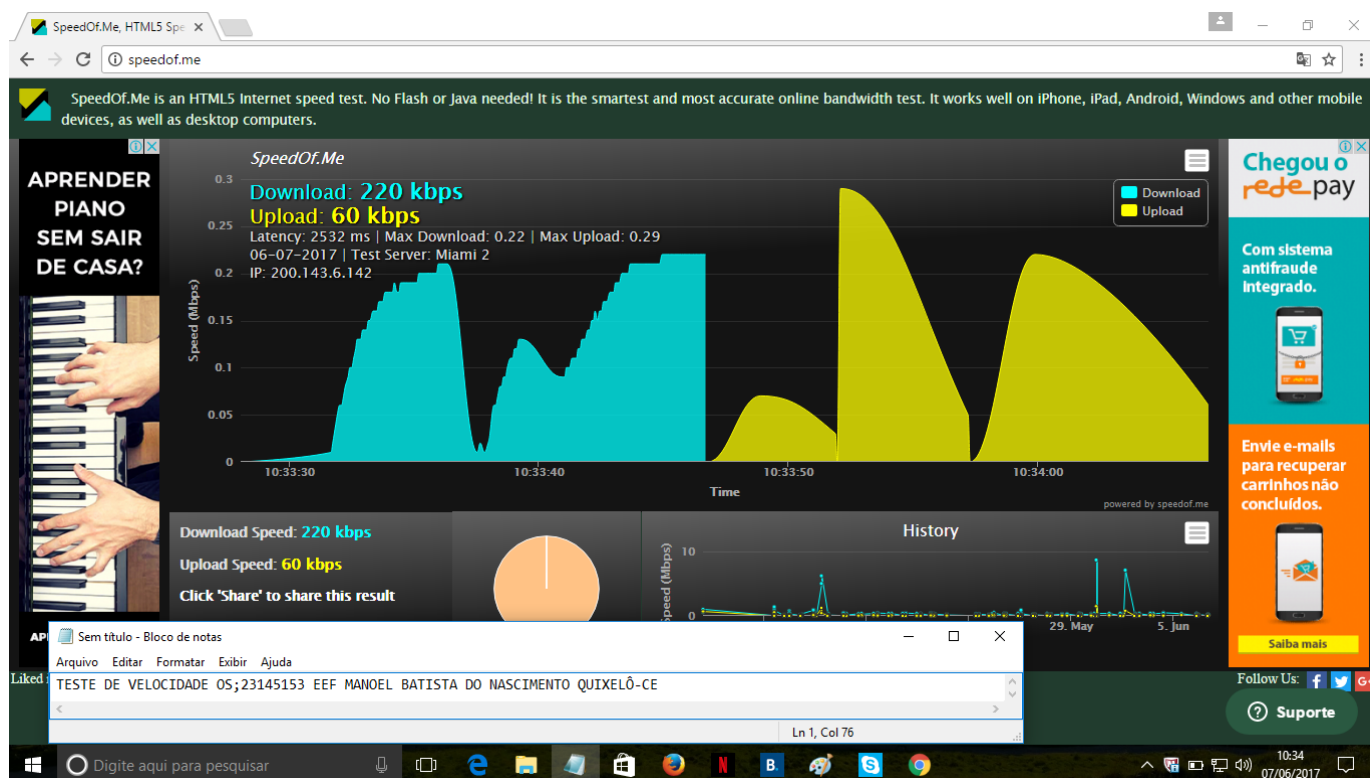 SpeedOf.Me, HTML5 Spe
speedof.me
SpeedOf.Me is an HTML5 Internet speed test. No Flash or Java needed! It is the smartest and most accurate online bandwidth test. It works well on iPhone, iPad, Android, Windows and other mobile
devices, as well as desktop computers.
APRENDER
PIANO
SEM SAIR
DE CASA?
SpeedOf.Me
Download: 220 kbps
Upload: 60 kbps
Latency: 2532 ms | Max Download: 0.22 | Max Upload: 0.29
06-07-2017 | Test Server: Miami 2
IP: 200.143.6.142
Download
Upload
Speed (Mbps)
0.3
0.25
0.2
0.15
0.1
0.05
0
10:33:30 10:33:40 10:33:50 10:34:00
Time
powered by speedof.me
Chegou o
rede pay
Com sistema
antifraude
integrado.
Envie e-mails
para recuperar
carrinhos não
concluídos.
Saiba mais
Download Speed: 220 kbps
Upload Speed: 60 kbps
Click 'Share' to share this result
History
Speed (Mbps)
10
0
29. May 5. Jun
Sem título - Bloco de notas
Arquivo Editar Formatar Exibir Ajuda
TESTE DE VELOCIDADE OS;23145153 EEF MANOEL BATISTA DO NASCIMENTO QUIXELÔ-CE
Ln 1, Col 76
Liked
Follow Us:
Suporte
Digite aqui para pesquisar
10:34
07/06/2017